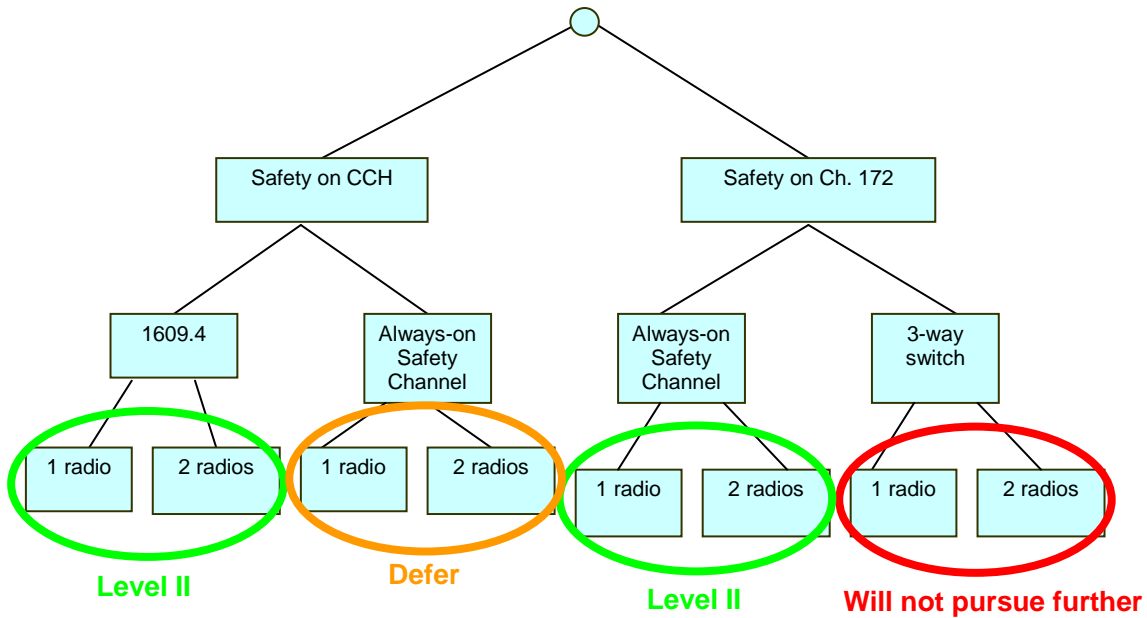 Safety on CCH
Safety on Ch. 172
1609.4
Always-on
Safety
Channel
Always-on
Safety
Channel
3-way
switch
1 radio
2 radios
1 radio
2 radios
1 radio
2 radios
1 radio
2 radios
Level II
Defer
Level II
Will not pursue further